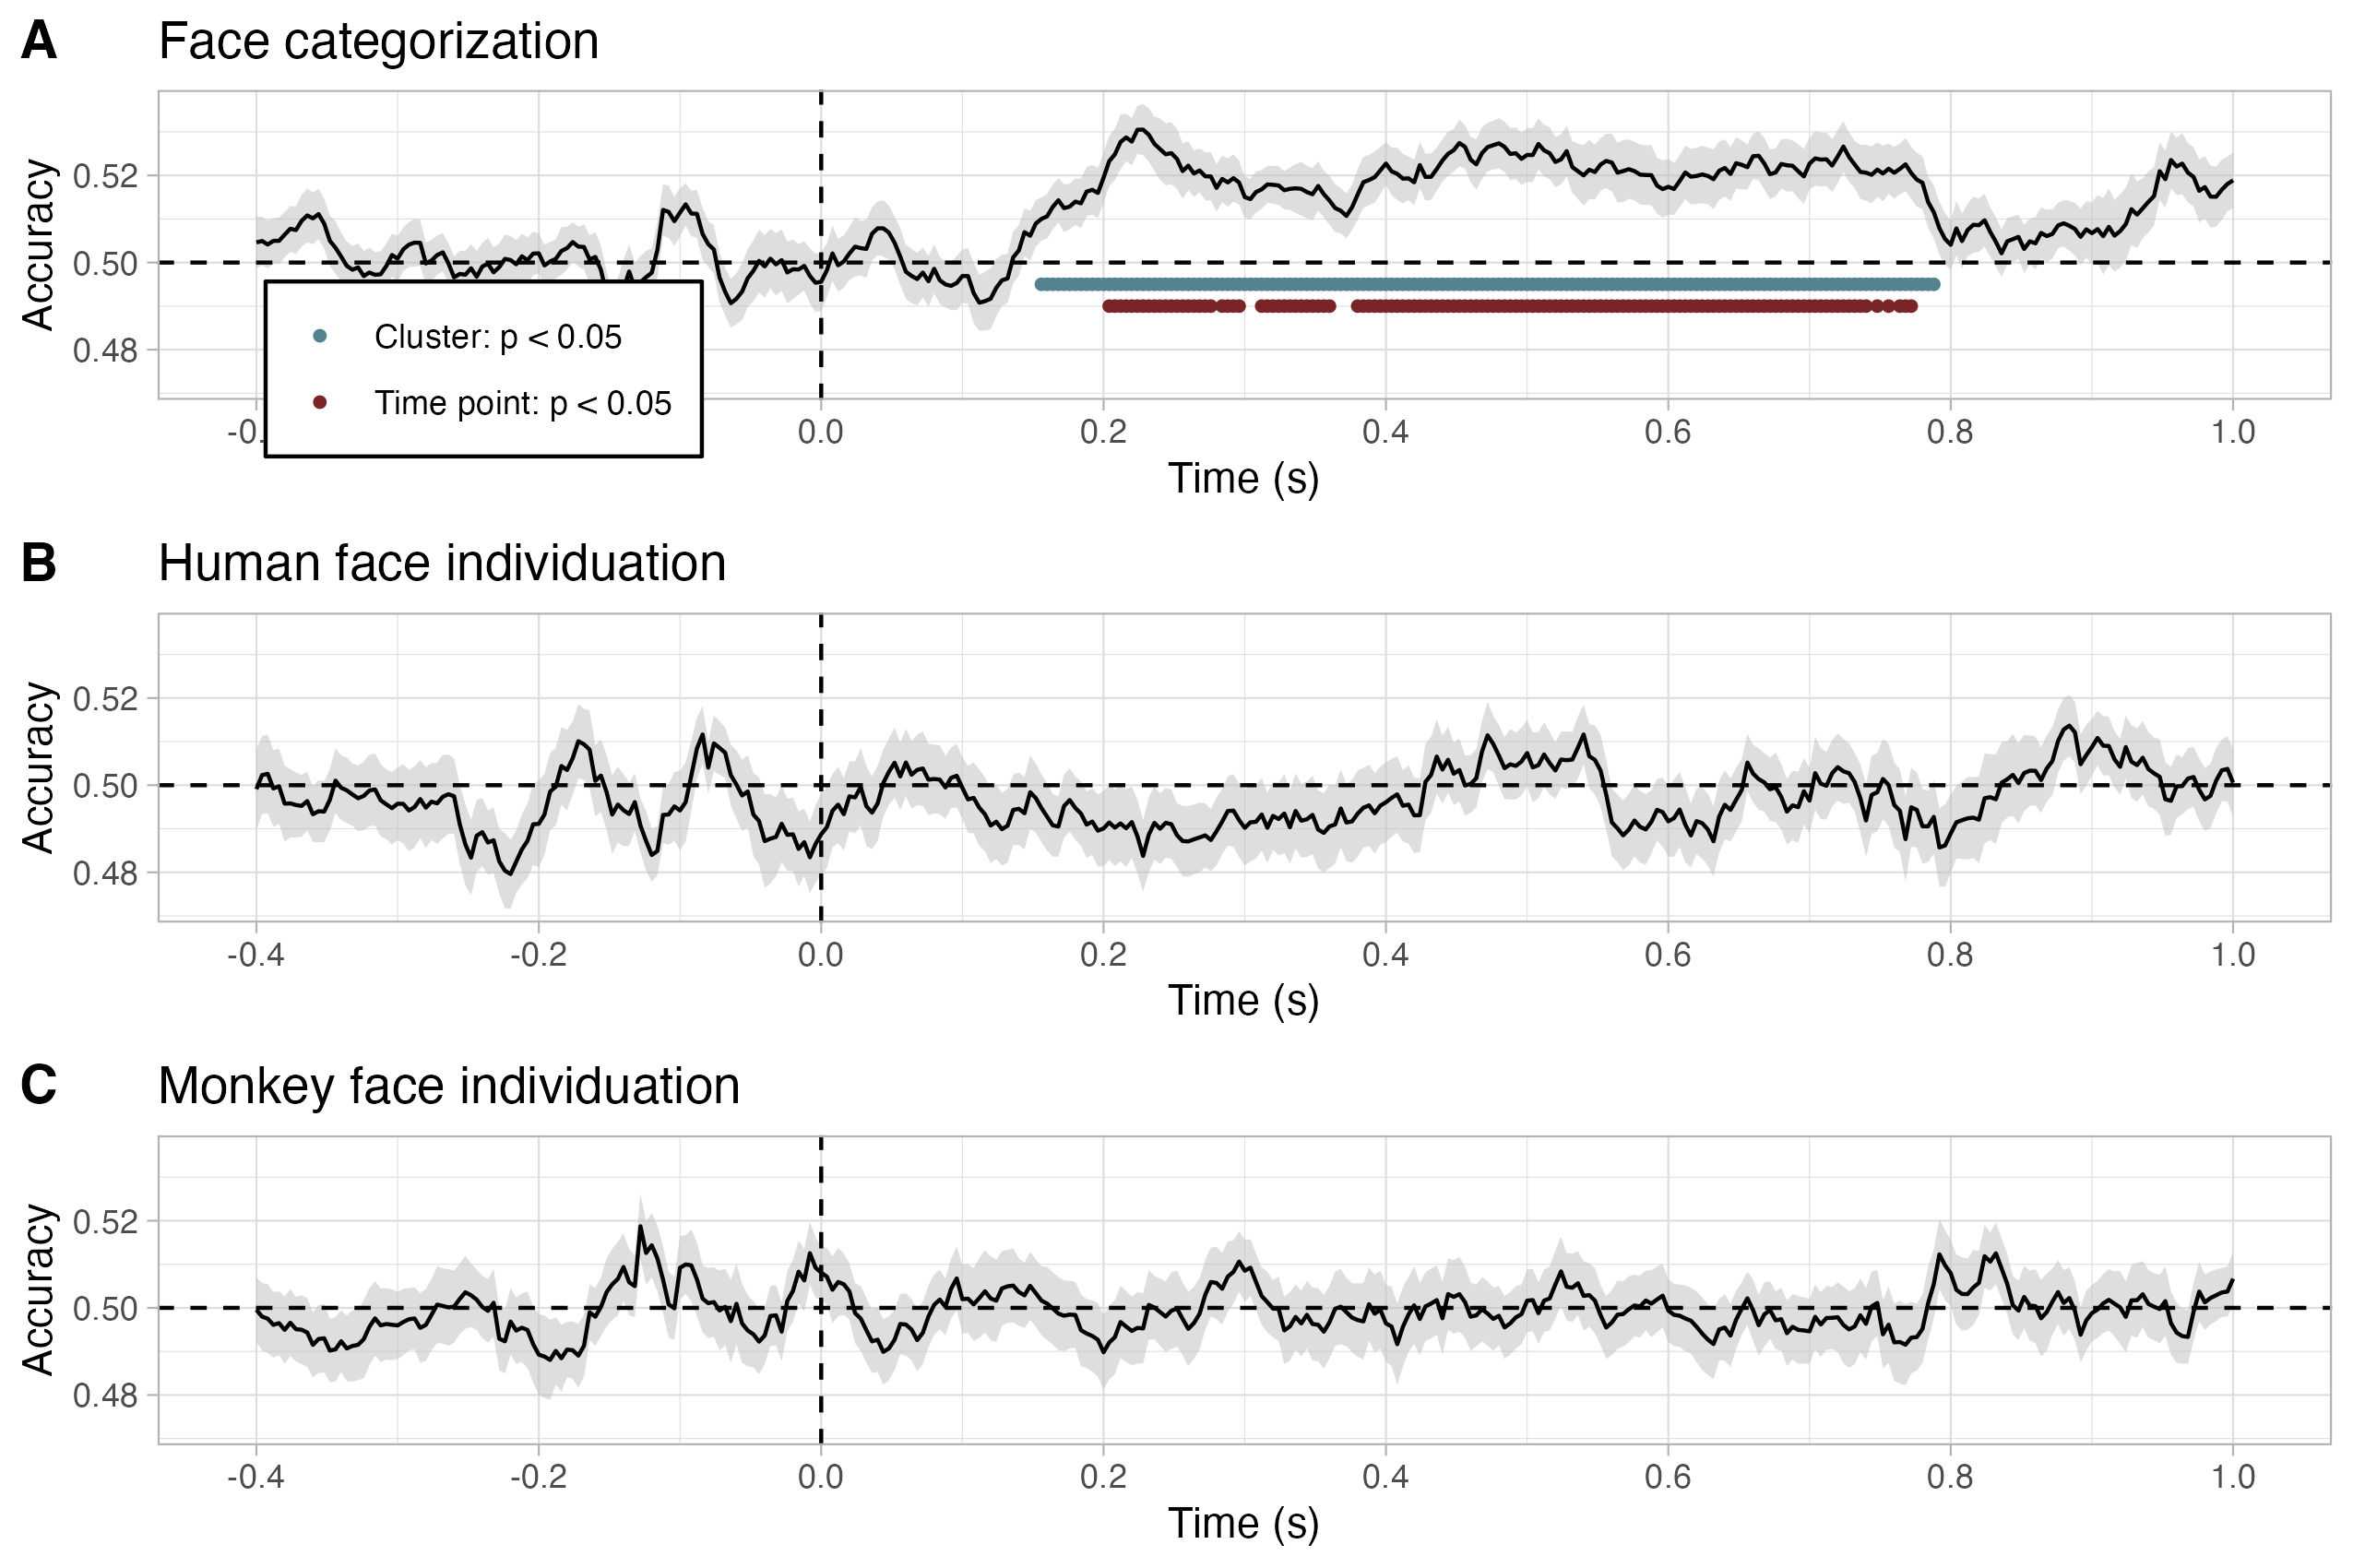 A Face categorization
Accuracy
0.52
0.50
0.48
Cluster: p < 0.05
Time point: p < 0.05
-0. 0.0 0.2 0.4 0.6 0.8 1.0
Time (s)
B Human face individuation
Accuracy
0.52
0.50
0.48
-0.4 -0.2 0.0 0.2 0.4 0.6 0.8 1.0
Time (s)
C Monkey face individuation
Accuracy
0.52
0.50
0.48
-0.4 -0.2 0.0 0.2 0.4 0.6 0.8 1.0
Time (s)